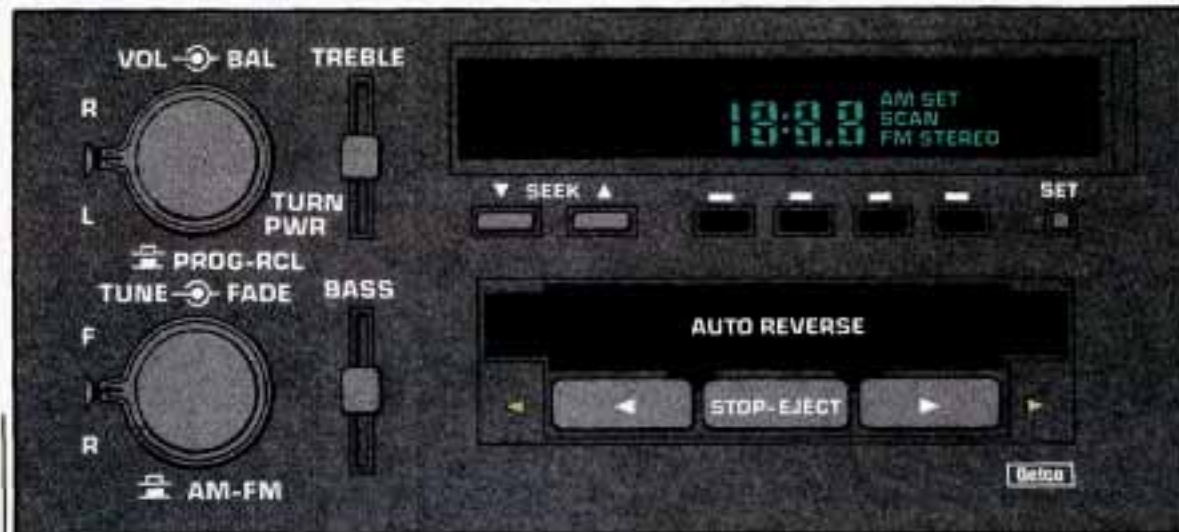 VOL BAL TREBLE
R
L
TURN
PWR
PROG-RCL
TUNE FADE BASS
F
R
AM-FM
18:8.8
AM SET
SCAN
FM STEREO
SEEK
SET
AUTO REVERSE
STOP-EJECT
Delco